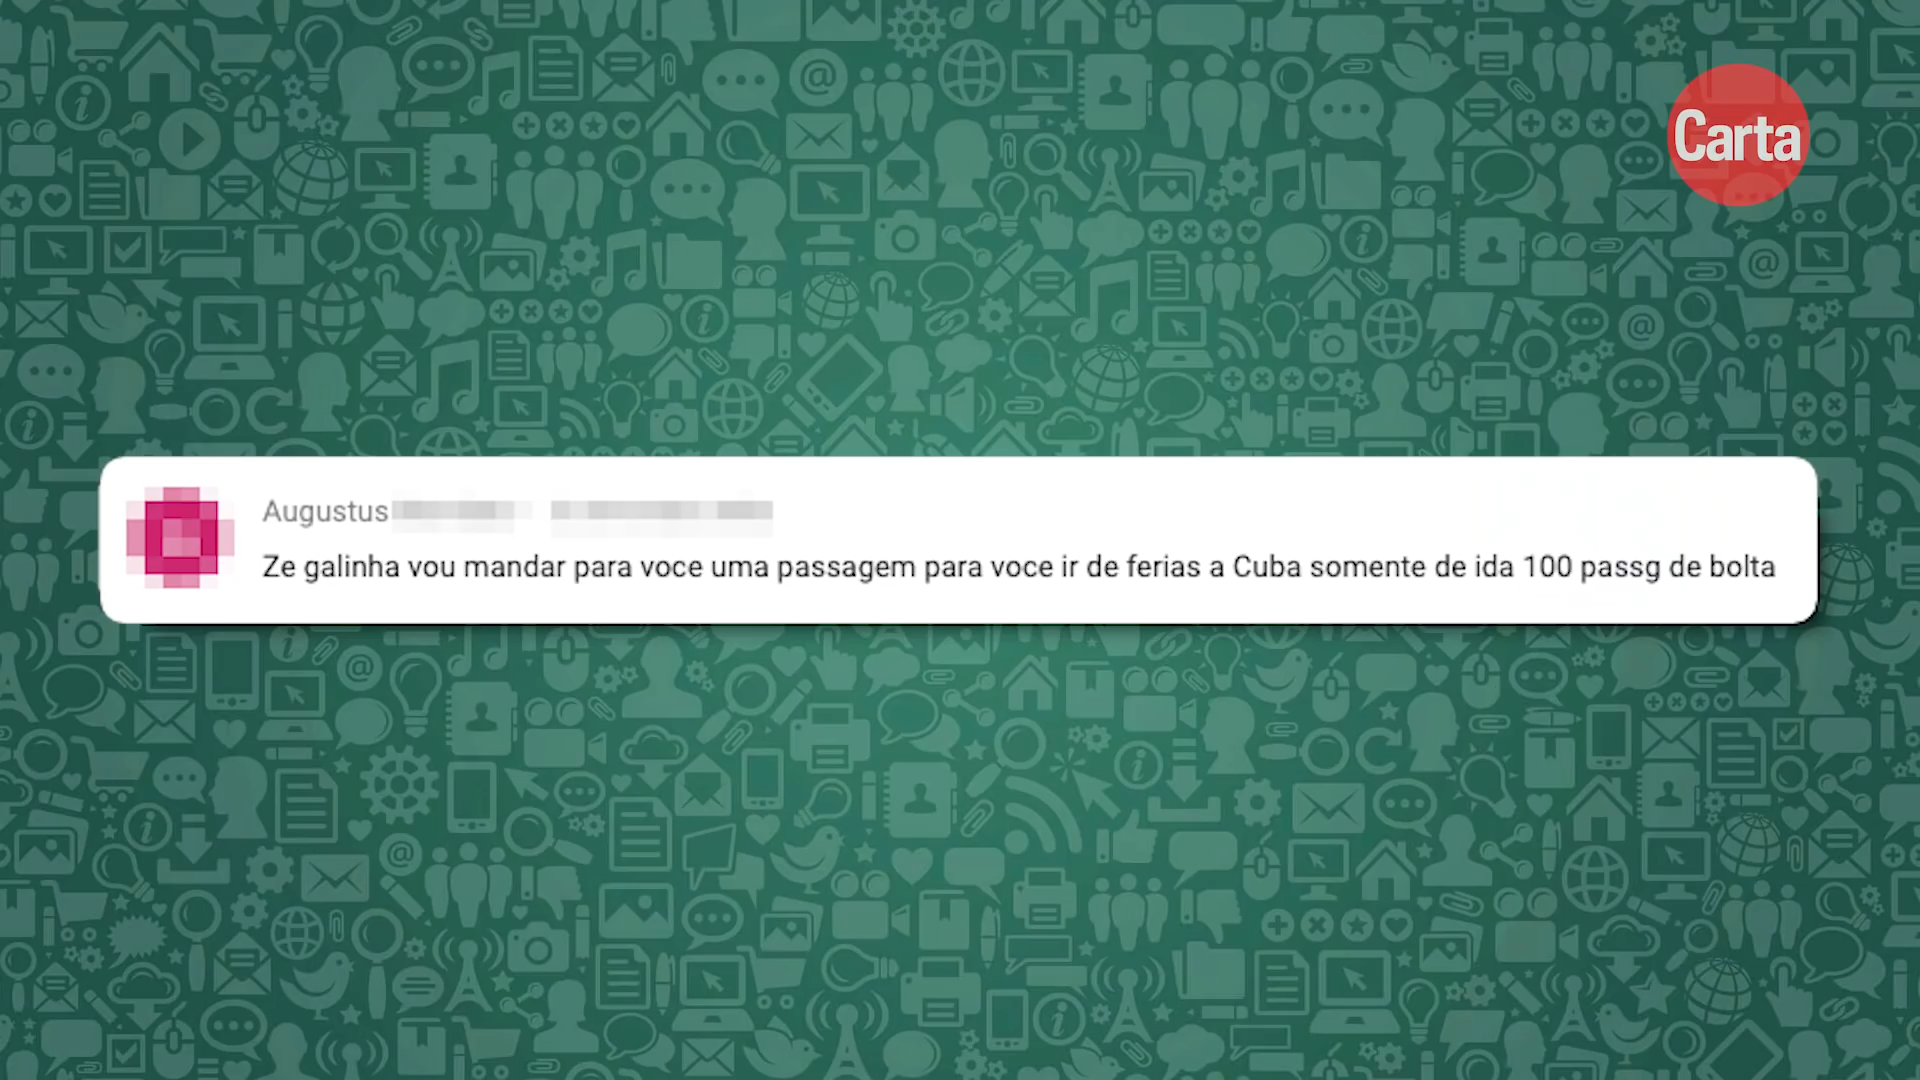 Carta
Augustus
Ze galinha vou mandar para voce uma passagem para voce ir de ferias a Cuba somente de ida 100 passg de bolta